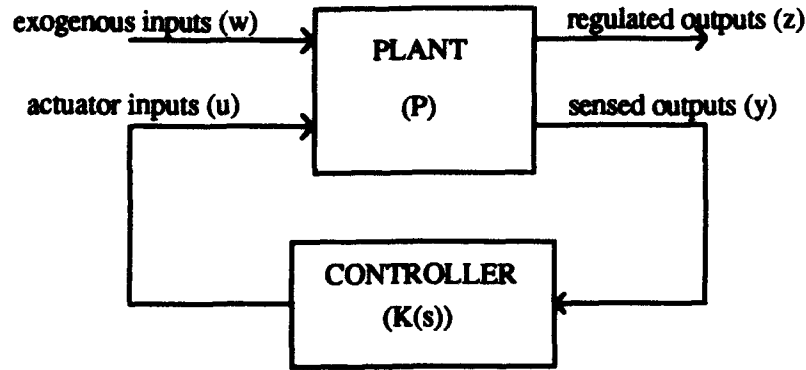 exogenous inputs (w)
regulated outputs (z)
PLANT
(P)
actuator inputs (u)
sensed outputs (y)
CONTROLLER
(K(s))